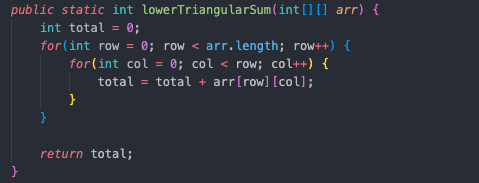 public static int lowerTriangularSum(int[][] arr) {
    int total = 0;
    for(int row = 0; row < arr.length; row++) {
        for(int col = 0; col < row; col++) {
            total = total + arr[row][col];
        }
    }

    return total;
}